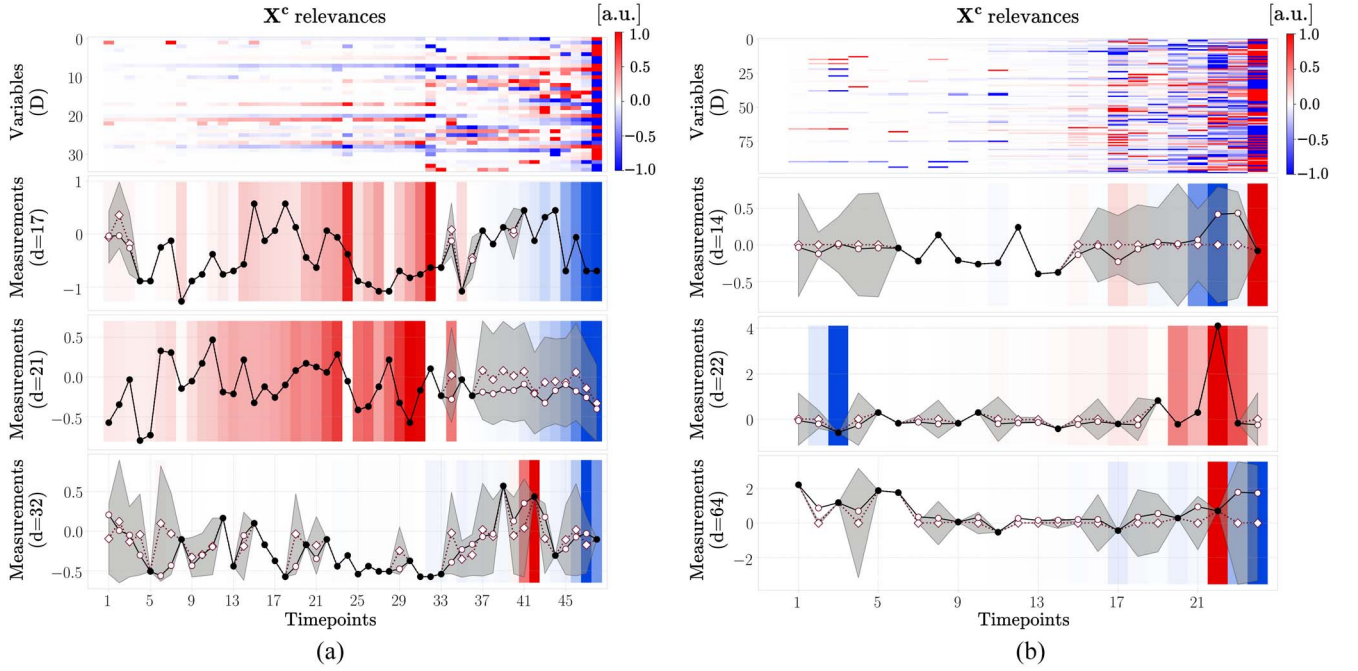 X^c relevances
[a.u.]
Variables
(D)
0
10
20
30
1.0
0.5
0.0
−0.5
−1.0
Measurements
(d=17)
1
0
−1
Measurements
(d=21)
0.5
0.0
−0.5
Measurements
(d=32)
0.5
0.0
−0.5
1 5 9 13 17 21 25 29 33 37 41 45
Timepoints
(a)
X^c relevances
[a.u.]
Variables
(D)
0
25
50
75
1.0
0.5
0.0
−0.5
−1.0
Measurements
(d=14)
0.5
0.0
−0.5
Measurements
(d=22)
4
2
0
Measurements
(d=64)
2
0
−2
1 5 9 13 17 21
Timepoints
(b)